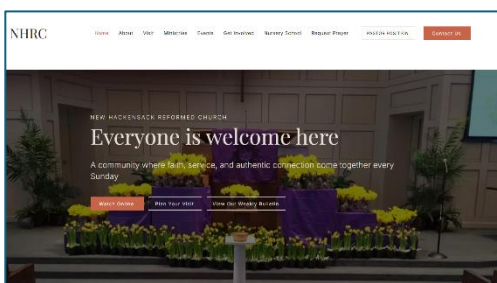 NHRC
Home About Visit Ministries Events Get Involved Nursery School Request Prayer PASTOR POSITION Contact Us
NEW HACKENSACK REFORMED CHURCH
Everyone is welcome here
A community where faith, service, and authentic connection come together every
Sunday
Watch Online Plan Your Visit View Our Weekly Bulletin